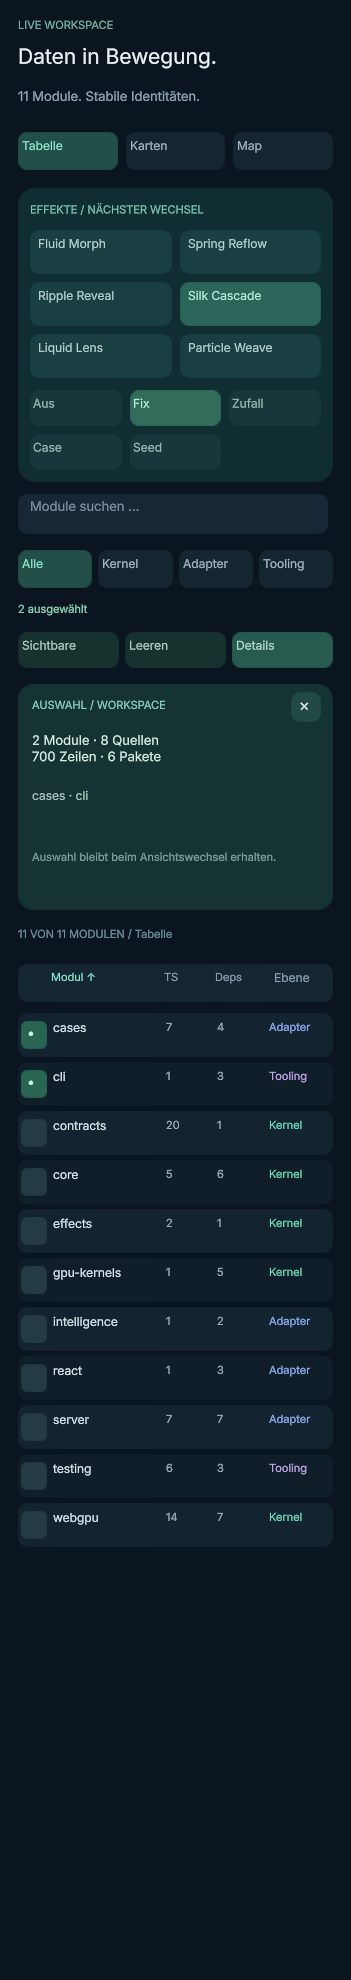 LIVE WORKSPACE
Daten in Bewegung.
11 Module. Stabile Identitäten.
Tabelle Karten Map
EFFEKTE / NÄCHSTER WECHSEL
Fluid Morph Spring Reflow
Ripple Reveal Silk Cascade
Liquid Lens Particle Weave
Aus Fix Zufall
Case Seed
Module suchen ...
Alle Kernel Adapter Tooling
2 ausgewählt
Sichtbare Leeren Details
AUSWAHL / WORKSPACE ×
2 Module · 8 Quellen
700 Zeilen · 6 Pakete
cases · cli
Auswahl bleibt beim Ansichtswechsel erhalten.
11 VON 11 MODULEN / Tabelle
Modul ↑ TS Deps Ebene
cases 7 4 Adapter
cli 1 3 Tooling
contracts 20 1 Kernel
core 5 6 Kernel
effects 2 1 Kernel
gpu-kernels 1 5 Kernel
intelligence 1 2 Adapter
react 1 3 Adapter
server 7 7 Adapter
testing 6 3 Tooling
webgpu 14 7 Kernel